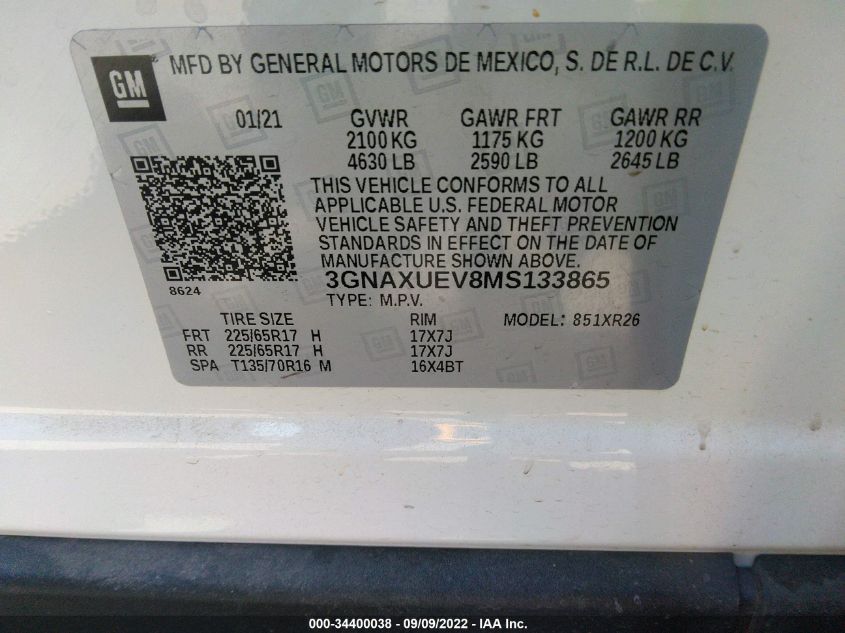 GM
MFD BY GENERAL MOTORS DE MEXICO, S. DE R.L. DE C.V.
01/21 GVWR GAWR FRT GAWR RR
2100 KG 1175 KG 1200 KG
4630 LB 2590 LB 2645 LB
THIS VEHICLE CONFORMS TO ALL
APPLICABLE U.S. FEDERAL MOTOR
VEHICLE SAFETY AND THEFT PREVENTION
STANDARDS IN EFFECT ON THE DATE OF
MANUFACTURE SHOWN ABOVE.
8624
3GNAXUEV8MS133865
TYPE: M.P.V.
TIRE SIZE RIM MODEL: 851XR26
FRT 225/65R17 H 17X7J
RR 225/65R17 H 17X7J
SPA T135/70R16 M 16X4BT
000-34400038 - 09/09/2022 - IAA Inc.